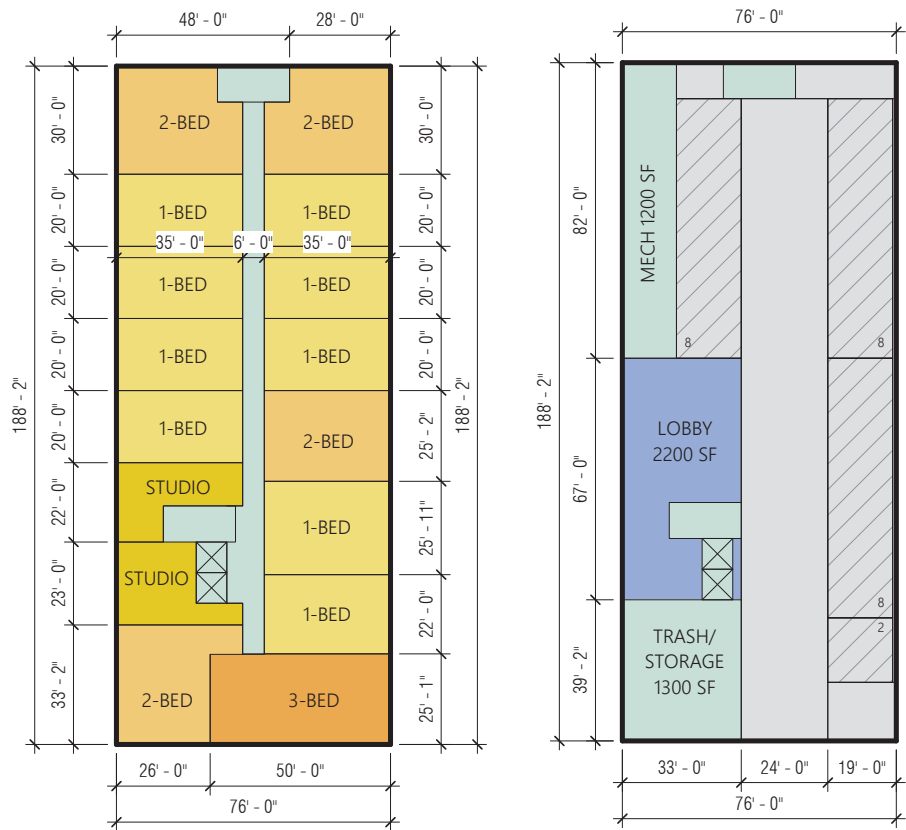 48' - 0"
28' - 0"
188' - 2"
30' - 0"
20' - 0"
20' - 0"
20' - 0"
20' - 0"
22' - 0"
23' - 0"
33' - 2"
2-BED
2-BED
1-BED
1-BED
35' - 0"
6' - 0"
35' - 0"
1-BED
1-BED
1-BED
1-BED
1-BED
2-BED
STUDIO
1-BED
STUDIO
1-BED
2-BED
3-BED
30' - 0"
20' - 0"
20' - 0"
20' - 0"
25' - 2"
25' - 11"
22' - 0"
25' - 1"
188' - 2"
26' - 0"
50' - 0"
76' - 0"
76' - 0"
188' - 2"
82' - 0"
67' - 0"
39' - 2"
MECH 1200 SF
8
8
LOBBY
2200 SF
8
2
TRASH/
STORAGE
1300 SF
33' - 0"
24' - 0"
19' - 0"
76' - 0"